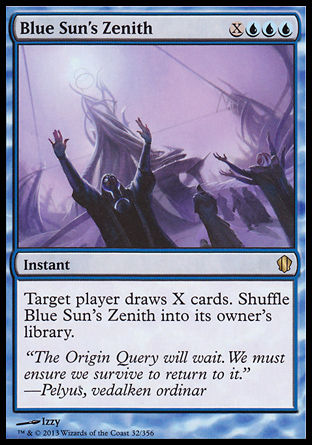 Blue Sun's Zenith X
Instant
Target player draws X cards. Shuffle
Blue Sun's Zenith into its owner's
library.
“The Origin Query will wait. We must
ensure we survive to return to it.”
—Pelyus, vedalken ordinar
Izzy
™ & © 2013 Wizards of the Coast 32/356